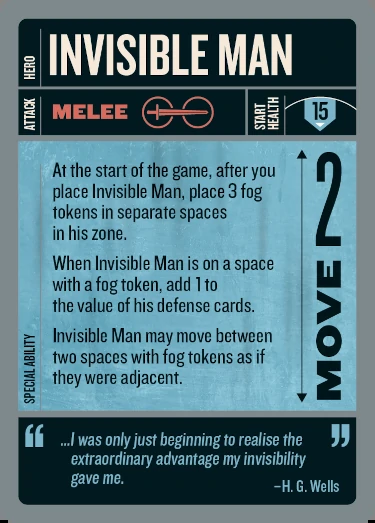 HERO
INVISIBLE MAN
ATTACK
MELEE
START
HEALTH
15
SPECIAL ABILITY
At the start of the game, after you
place Invisible Man, place 3 fog
tokens in separate spaces
in his zone.
When Invisible Man is on a space
with a fog token, add 1 to
the value of his defense cards.
Invisible Man may move between
two spaces with fog tokens as if
they were adjacent.
MOVE 2
“ ...I was only just beginning to realise the ”
extraordinary advantage my invisibility
gave me.
–H. G. Wells